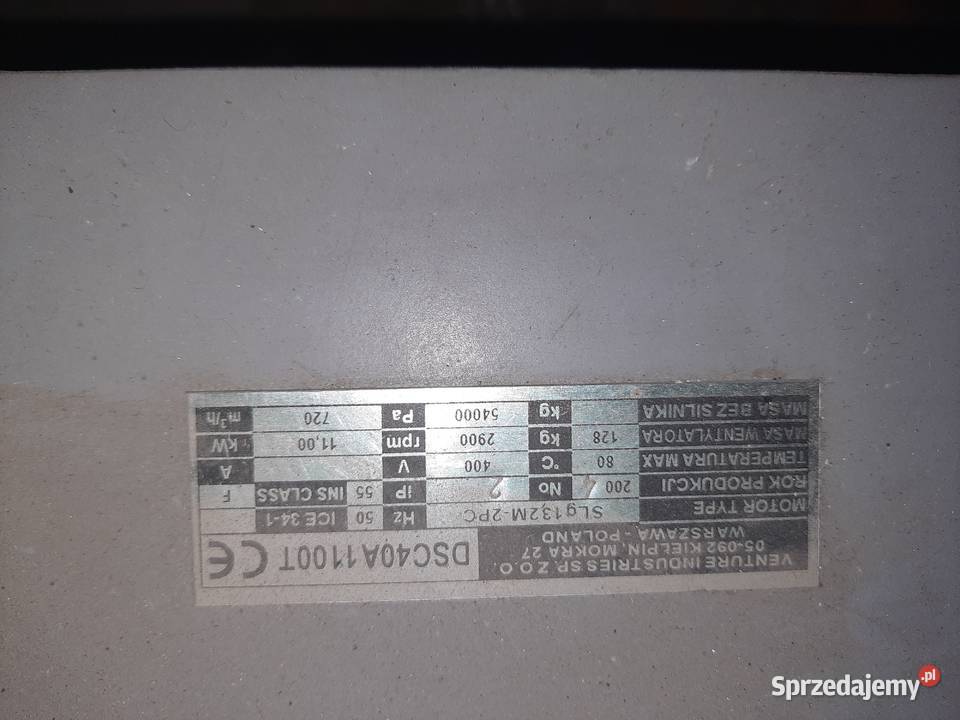 VENTURE INDUSTRIES SP. Z.O.O.
05-092 KIEŁPIN, MOKRA 27
WARSZAWA - POLAND
DSC40A1100T CE
MOTOR TYPE SLg132M-2PC Hz 50 ICE 34-1
ROK PRODUKCJI 200 No IP 55 INS CLASS F
TEMPERATURA MAX 80 °C 400 V A
MASA WENTYLATORA 128 kg 2900 rpm 11,00 kW
MASA BEZ SILNIKA kg 54000 Pa 720 m³/h
Sprzedajemy.pl